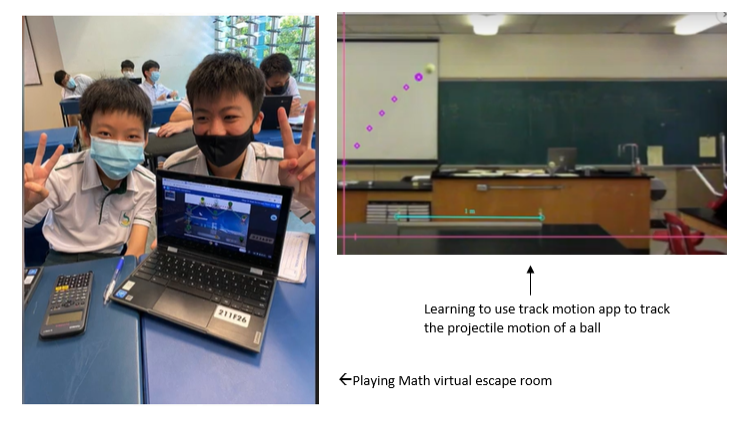 1 m
211F26
Learning to use track motion app to track
the projectile motion of a ball
←Playing Math virtual escape room